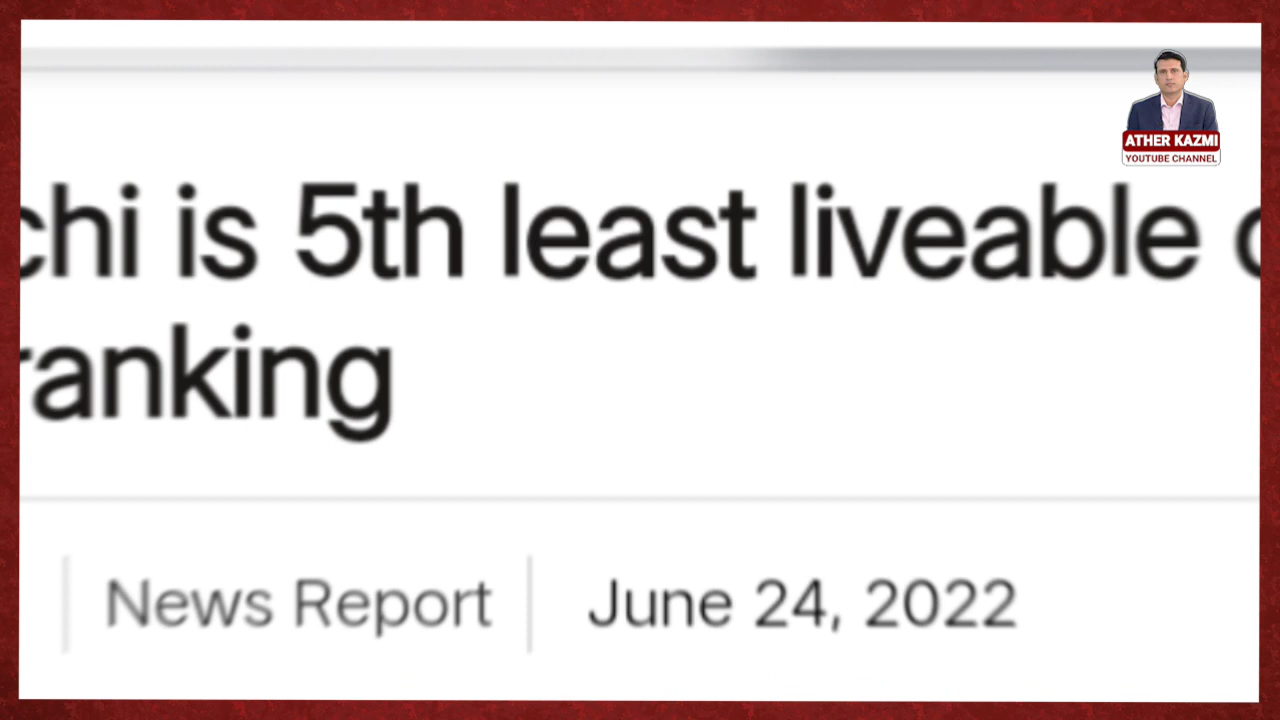 ATHER KAZMI
YOUTUBE CHANNEL
chi is 5th least liveable c
ranking
News Report
June 24, 2022